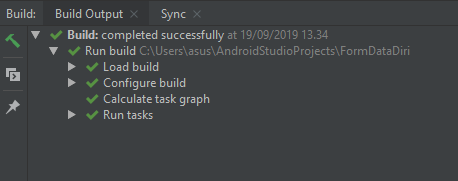 Build: Build Output × Sync ×
Build: completed successfully at 19/09/2019 13.34
Run build C:\Users\asus\AndroidStudioProjects\FormDataDiri
Load build
Configure build
Calculate task graph
Run tasks